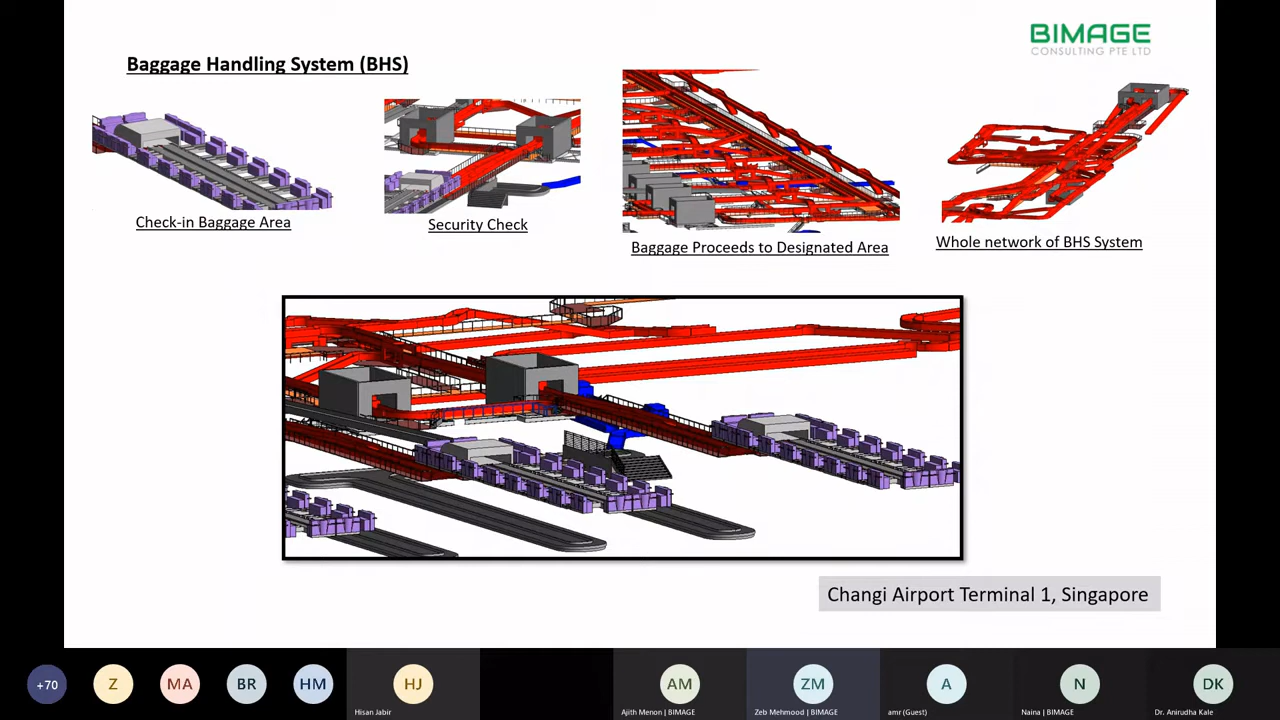 BIMAGE
CONSULTING PTE LTD
Baggage Handling System (BHS)
Check-in Baggage Area
Security Check
Baggage Proceeds to Designated Area
Whole network of BHS System
Changi Airport Terminal 1, Singapore
+70
Z
MA
BR
HM
HJ
AM
ZM
A
N
DK
Hisan Jabir
Ajith Menon | BIMAGE
Zeb Mehmood | BIMAGE
amr (Guest)
Naina | BIMAGE
Dr. Anirudha Kale